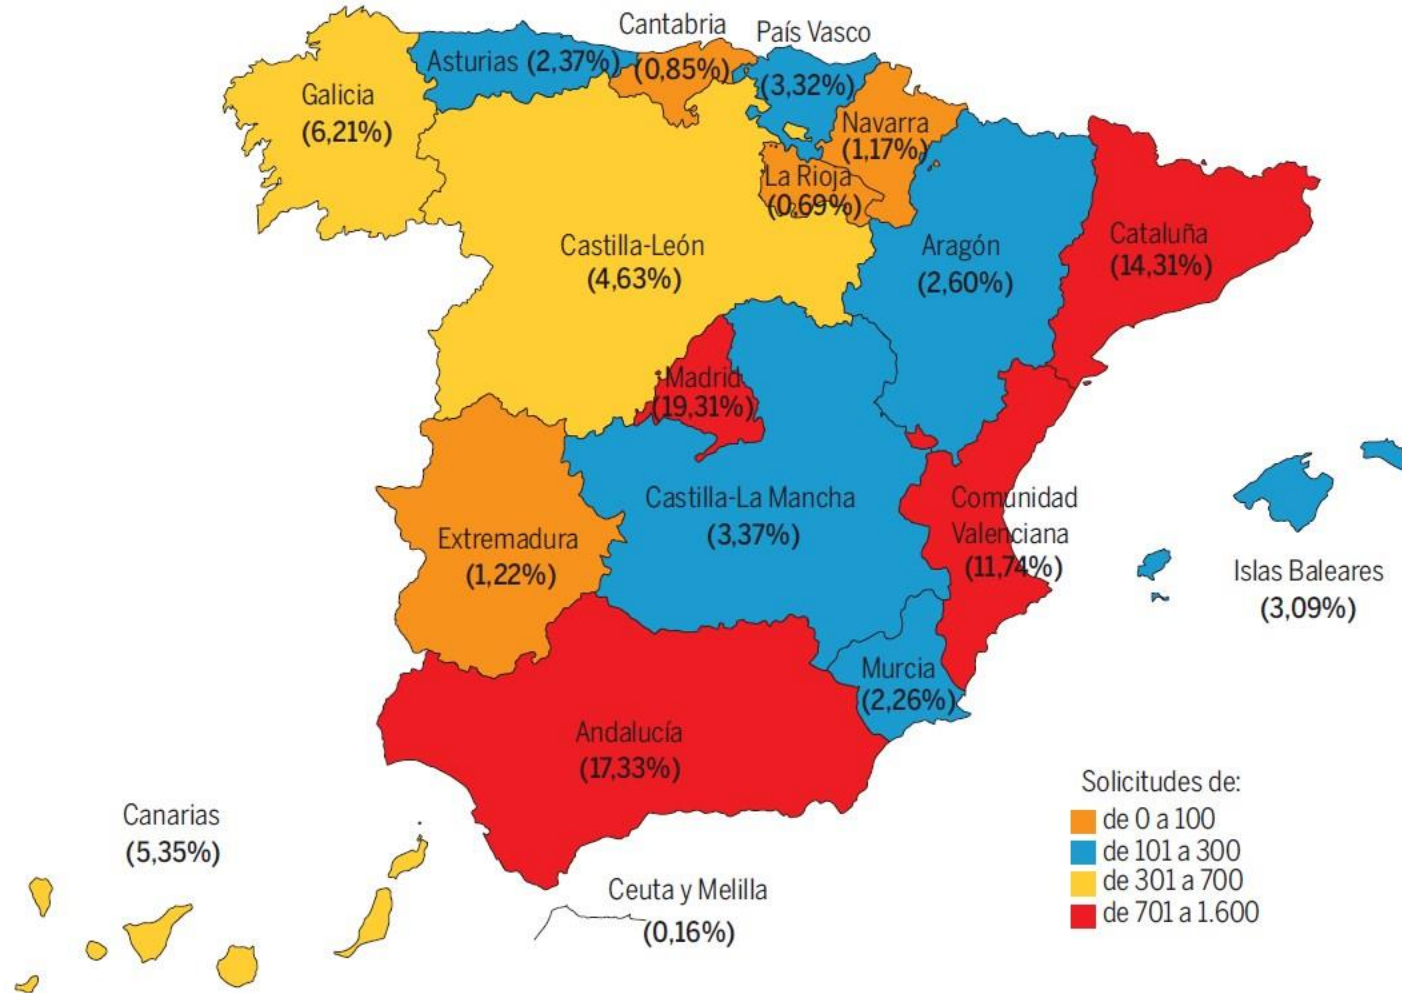 Cantabria
(0,85%)
País Vasco
(3,32%)
Asturias (2,37%)
Galicia
(6,21%)
Navarra
(1,17%)
La Rioja
(0,69%)
Castilla-León
(4,63%)
Aragón
(2,60%)
Cataluña
(14,31%)
Madrid
(19,31%)
Castilla-La Mancha
(3,37%)
Comunidad
Valenciana
(11,74%)
Extremadura
(1,22%)
Islas Baleares
(3,09%)
Murcia
(2,26%)
Andalucía
(17,33%)
Canarias
(5,35%)
Ceuta y Melilla
(0,16%)
Solicitudes de:
de 0 a 100
de 101 a 300
de 301 a 700
de 701 a 1.600